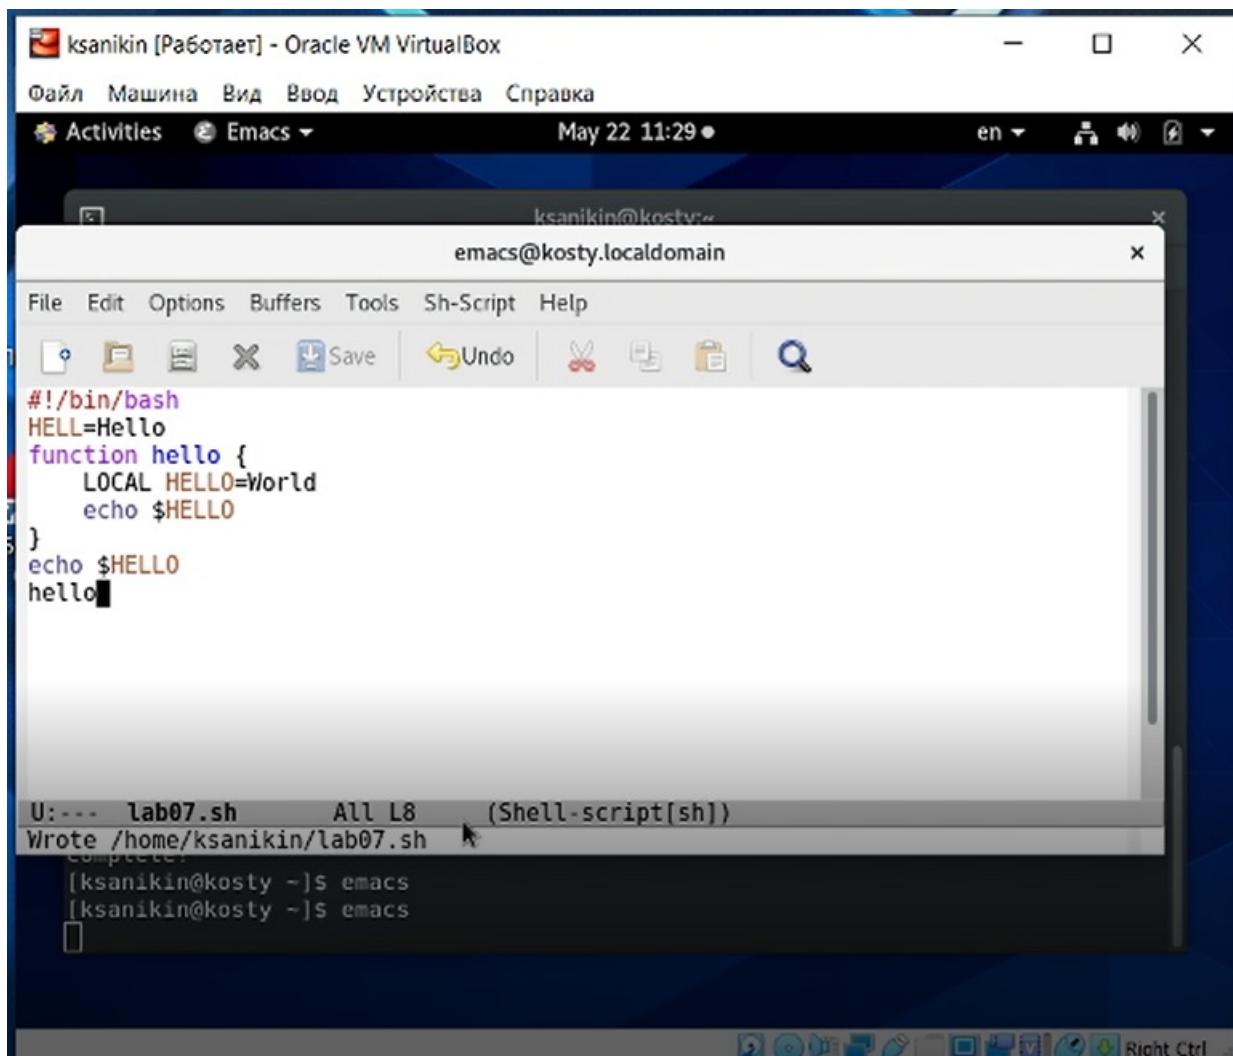 ksanikin [Работает] - Oracle VM VirtualBox
Файл Машина Вид Ввод Устройства Справка
Activities Emacs May 22 11:29 en
ksanikin@kosty:~
emacs@kosty.localdomain
File Edit Options Buffers Tools Sh-Script Help
Save Undo
#!/bin/bash
HELL=Hello
function hello {
LOCAL HELLO=World
echo $HELLO
}
echo $HELLO
hello
U:--- lab07.sh All L8 (Shell-script[sh])
Wrote /home/ksanikin/lab07.sh
Complete!
[ksanikin@kosty ~]$ emacs
[ksanikin@kosty ~]$ emacs
Right Ctrl